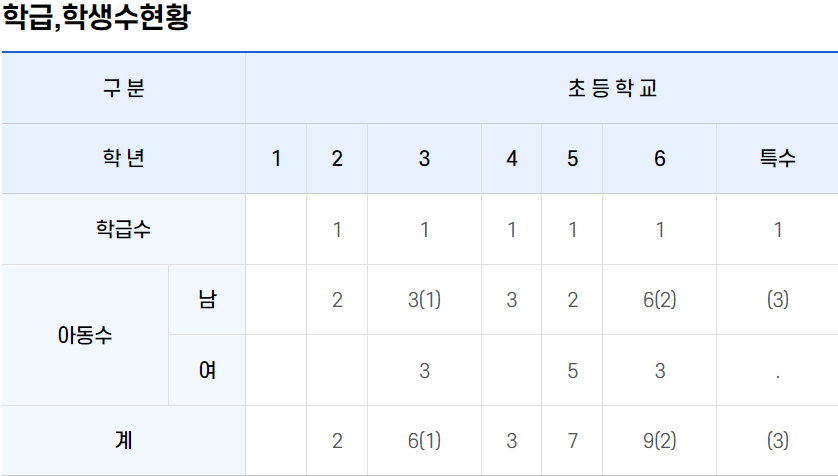 학급,학생수현황
구 분 초 등 학 교
학 년 1 2 3 4 5 6 특수
학급수 1 1 1 1 1 1
아동수 남 2 3(1) 3 2 6(2) (3)
여 3 5 3 .
계 2 6(1) 3 7 9(2) (3)